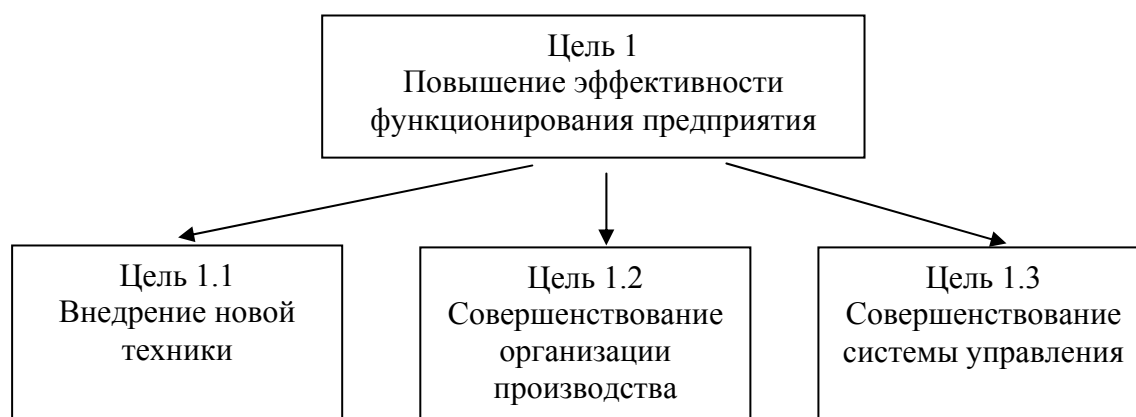 Цель 1
Повышение эффективности
функционирования предприятия
Цель 1.1
Внедрение новой
техники
Цель 1.2
Совершенствование
организации
производства
Цель 1.3
Совершенствование
системы управления